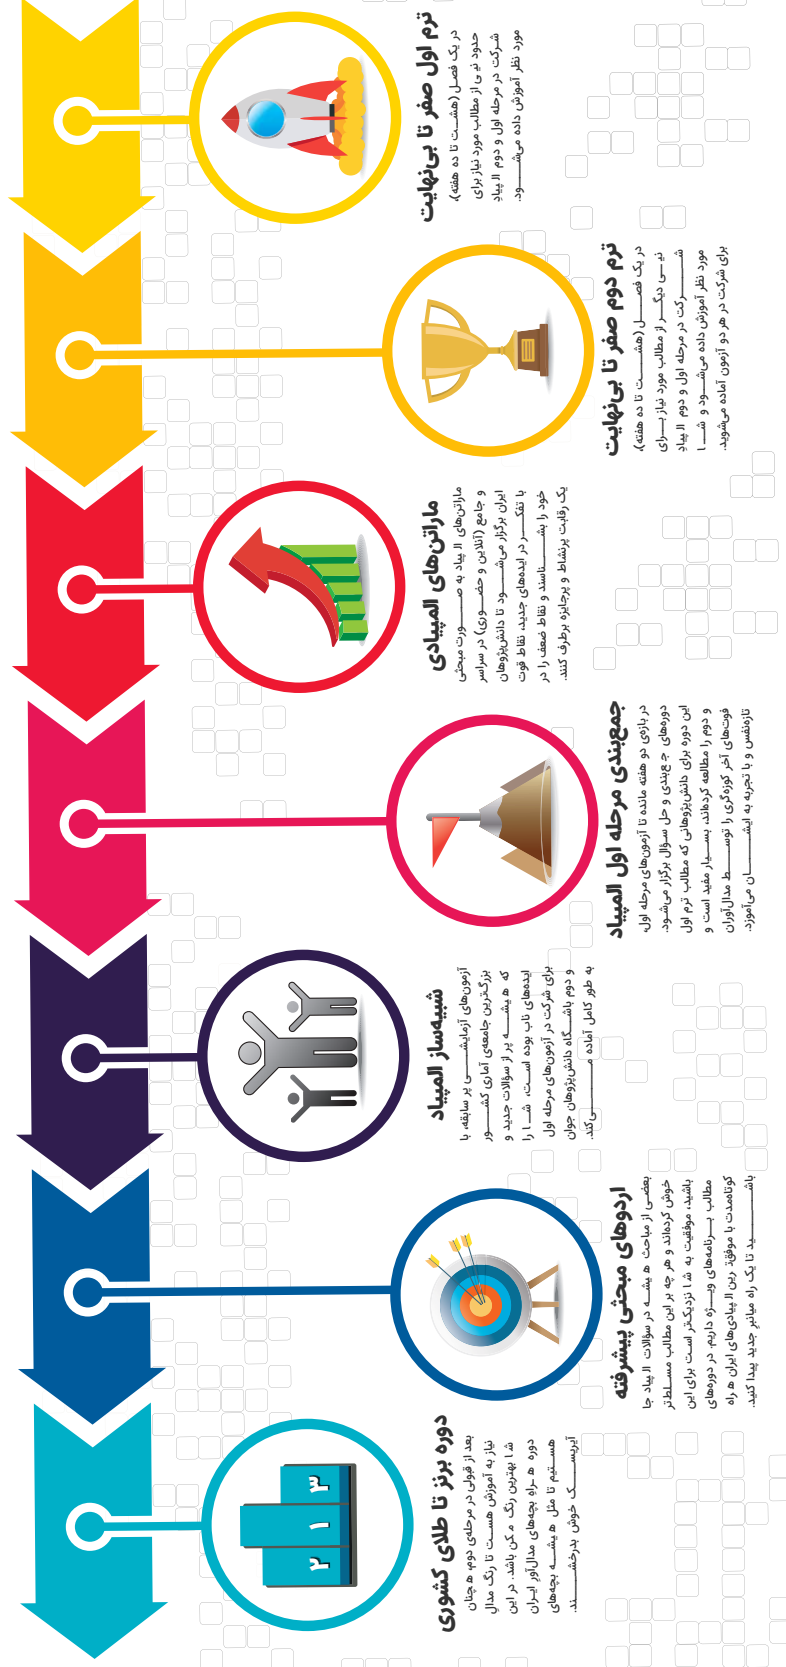 ترم اول صفر تا بی‌نهایت
در یک فصل (هشت تا ده هفته)،
حدود نیمی از مطالب مورد نیاز برای
شرکت در مرحله اول و دوم المپیاد
مورد نظر آموزش داده می‌شود.
ترم دوم صفر تا بی‌نهایت
در یک فصل (هشت تا ده هفته)،
نیمی دیگر از مطالب مورد نیاز برای
شرکت در مرحله اول و دوم المپیاد
مورد نظر آموزش داده می‌شود و شما
برای شرکت در هر دو آزمون آماده می‌شوید.
ماراتن‌های المپیادی
ماراتن‌های المپیاد به صورت مبحثی
و جامع (آنلاین و حضوری) در سراسر
ایران برگزار می‌شود تا دانش‌پژوهان
با تفکر در ایده‌های جدید، نقاط قوت
خود را بشناسند و نقاط ضعف را در
یک رقابت پرنشاط و پرجایزه برطرف کنند.
جمع‌بندی مرحله اول المپیاد
در بازه‌ی دو هفته مانده تا آزمون‌های مرحله اول،
دوره‌های جمع‌بندی و حل سؤال برگزار می‌شود.
این دوره برای دانش‌پژوهانی که مطالب ترم اول
و دوم را مطالعه کرده‌اند، بسیار مفید است و
فوت‌های آخر کوزه‌گری را توسط مدال‌آوران
تازه‌نفس و با تجربه به ایشان می‌آموزد.
شبیه‌ساز المپیاد
آزمون‌های آزمایشی پر سابقه، با
بزرگ‌ترین جامعه‌ی آماری کشور
که همیشه پر از سؤالات جدید و
ایده‌های ناب بوده است، شما را
برای شرکت در آزمون‌های مرحله اول
و دوم باشگاه دانش‌پژوهان جوان
به طور کامل آماده می‌کند.
اردوهای مبحثی پیشرفته
بعضی از مباحث همیشه در سؤالات المپیاد جا
خوش کرده‌اند و هر چه بر این مطالب مسلط‌تر
باشید، موفقیت به شما نزدیک‌تر است برای این
مطالب برنامه‌های ویژه داریم. در دوره‌های
کوتاه‌مدت با موفق‌ترین المپیادی‌های ایران همراه
باشید تا یک راه میانبر جدید پیدا کنید.
دوره برنز تا طلای کشوری
بعد از قبولی در مرحله‌ی دوم، همچنان
نیاز به آموزش هست تا رنگ مدال
شما بهترین رنگ ممکن باشد. در این
دوره همراه بچه‌های مدال‌آور ایران
هستیم تا مثل همیشه بچه‌های
آیریسک خوش بدرخشند.
۲ ۱ ۳